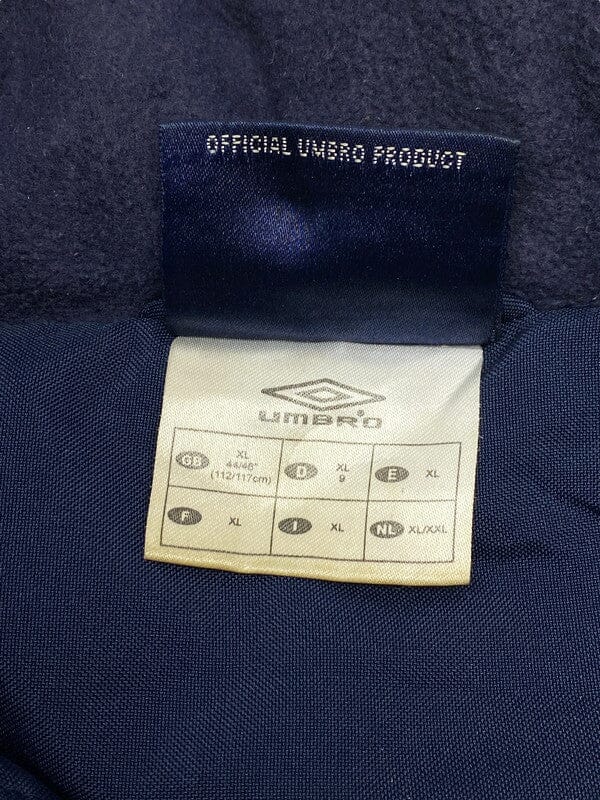 OFFICIAL UMBRO PRODUCT
UMBRO
GB XL 44/46" (112/117cm)
D XL 9
E XL
F XL
I XL
NL XL/XXL